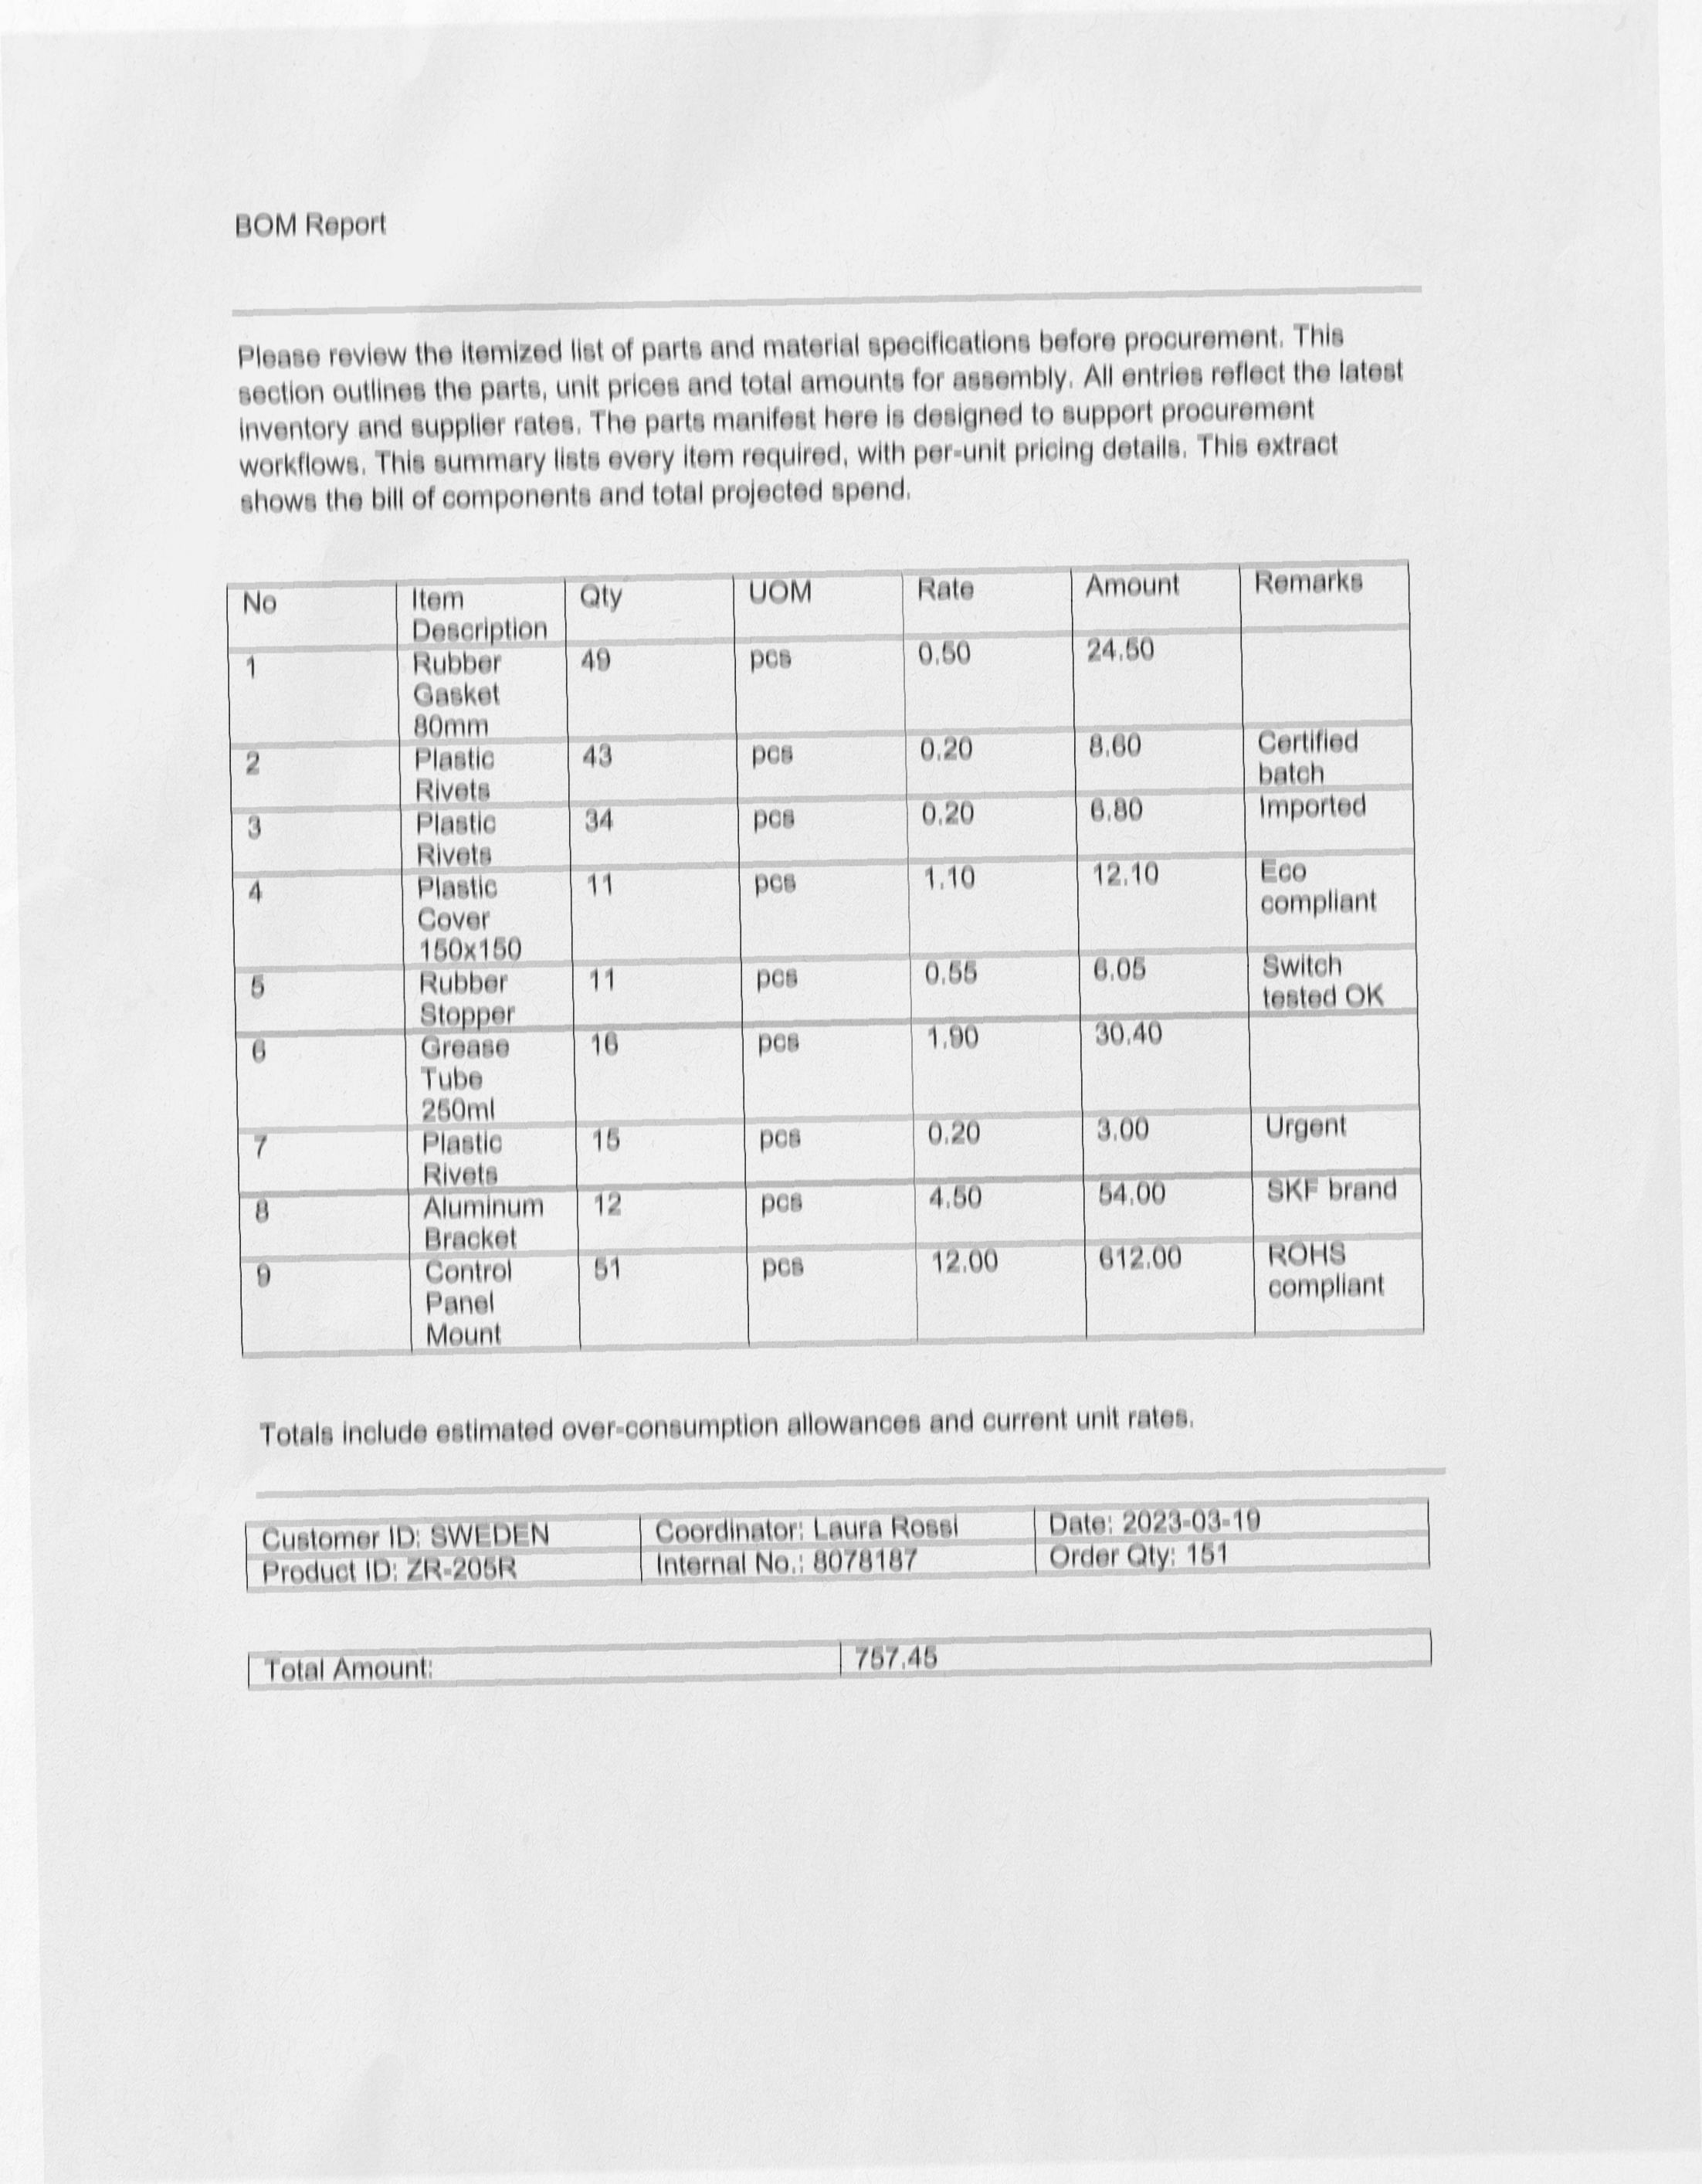 BOM Report
Please review the itemized list of parts and material specifications before procurement. This
section outlines the parts, unit prices and total amounts for assembly. All entries reflect the latest
inventory and supplier rates. The parts manifest here is designed to support procurement
workflows. This summary lists every item required, with per-unit pricing details. This extract
shows the bill of components and total projected spend.
No Item Description Qty UOM Rate Amount Remarks
1 Rubber Gasket 80mm 49 pcs 0.50 24.50
2 Plastic Rivets 43 pcs 0.20 8.60 Certified batch
3 Plastic Rivets 34 pcs 0.20 6.80 Imported
4 Plastic Cover 150x150 11 pcs 1.10 12.10 Eco compliant
5 Rubber Stopper 11 pcs 0.55 6.05 Switch tested OK
6 Grease Tube 250ml 16 pcs 1.90 30.40
7 Plastic Rivets 15 pcs 0.20 3.00 Urgent
8 Aluminum Bracket 12 pcs 4.50 54.00 SKF brand
9 Control Panel Mount 51 pcs 12.00 612.00 ROHS compliant
Totals include estimated over-consumption allowances and current unit rates.
Customer ID: SWEDEN Coordinator: Laura Rossi Date: 2023-03-19
Product ID: ZR-205R Internal No.: 8078187 Order Qty: 151
Total Amount: 757.45